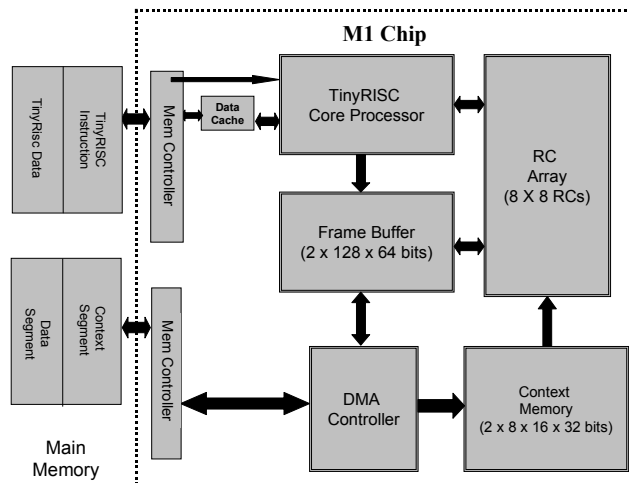 M1 Chip
TinyRisc Data
TinyRISC
Instruction
Mem Controller
Data
Cache
TinyRISC
Core Processor
RC
Array
(8 X 8 RCs)
Frame Buffer
(2 x 128 x 64 bits)
Data
Segment
Context
Segment
Mem Controller
DMA
Controller
Context
Memory
(2 x 8 x 16 x 32 bits)
Main
Memory